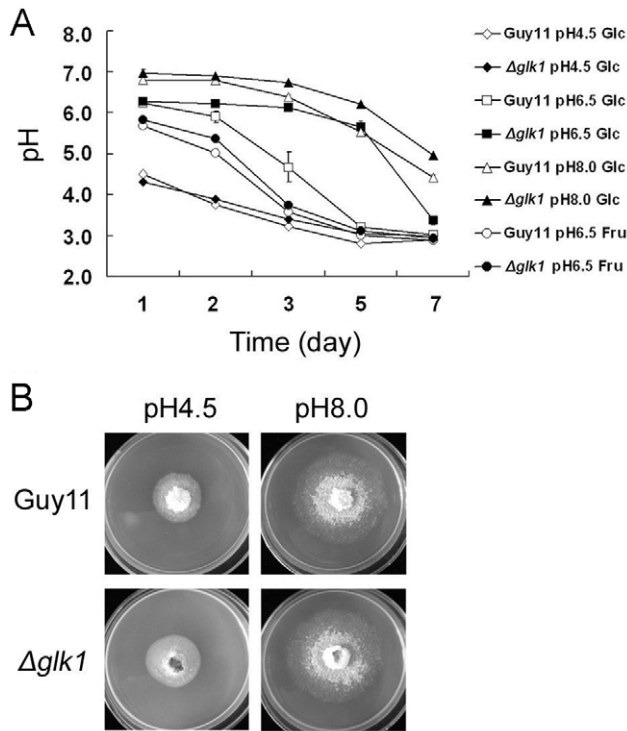 A
8.0
7.0
6.0
5.0
4.0
3.0
2.0
pH
1 2 3 5 7
Time (day)
Guy11 pH4.5 Glc
Δglk1 pH4.5 Glc
Guy11 pH6.5 Glc
Δglk1 pH6.5 Glc
Guy11 pH8.0 Glc
Δglk1 pH8.0 Glc
Guy11 pH6.5 Fru
Δglk1 pH6.5 Fru
B
pH4.5 pH8.0
Guy11
Δglk1